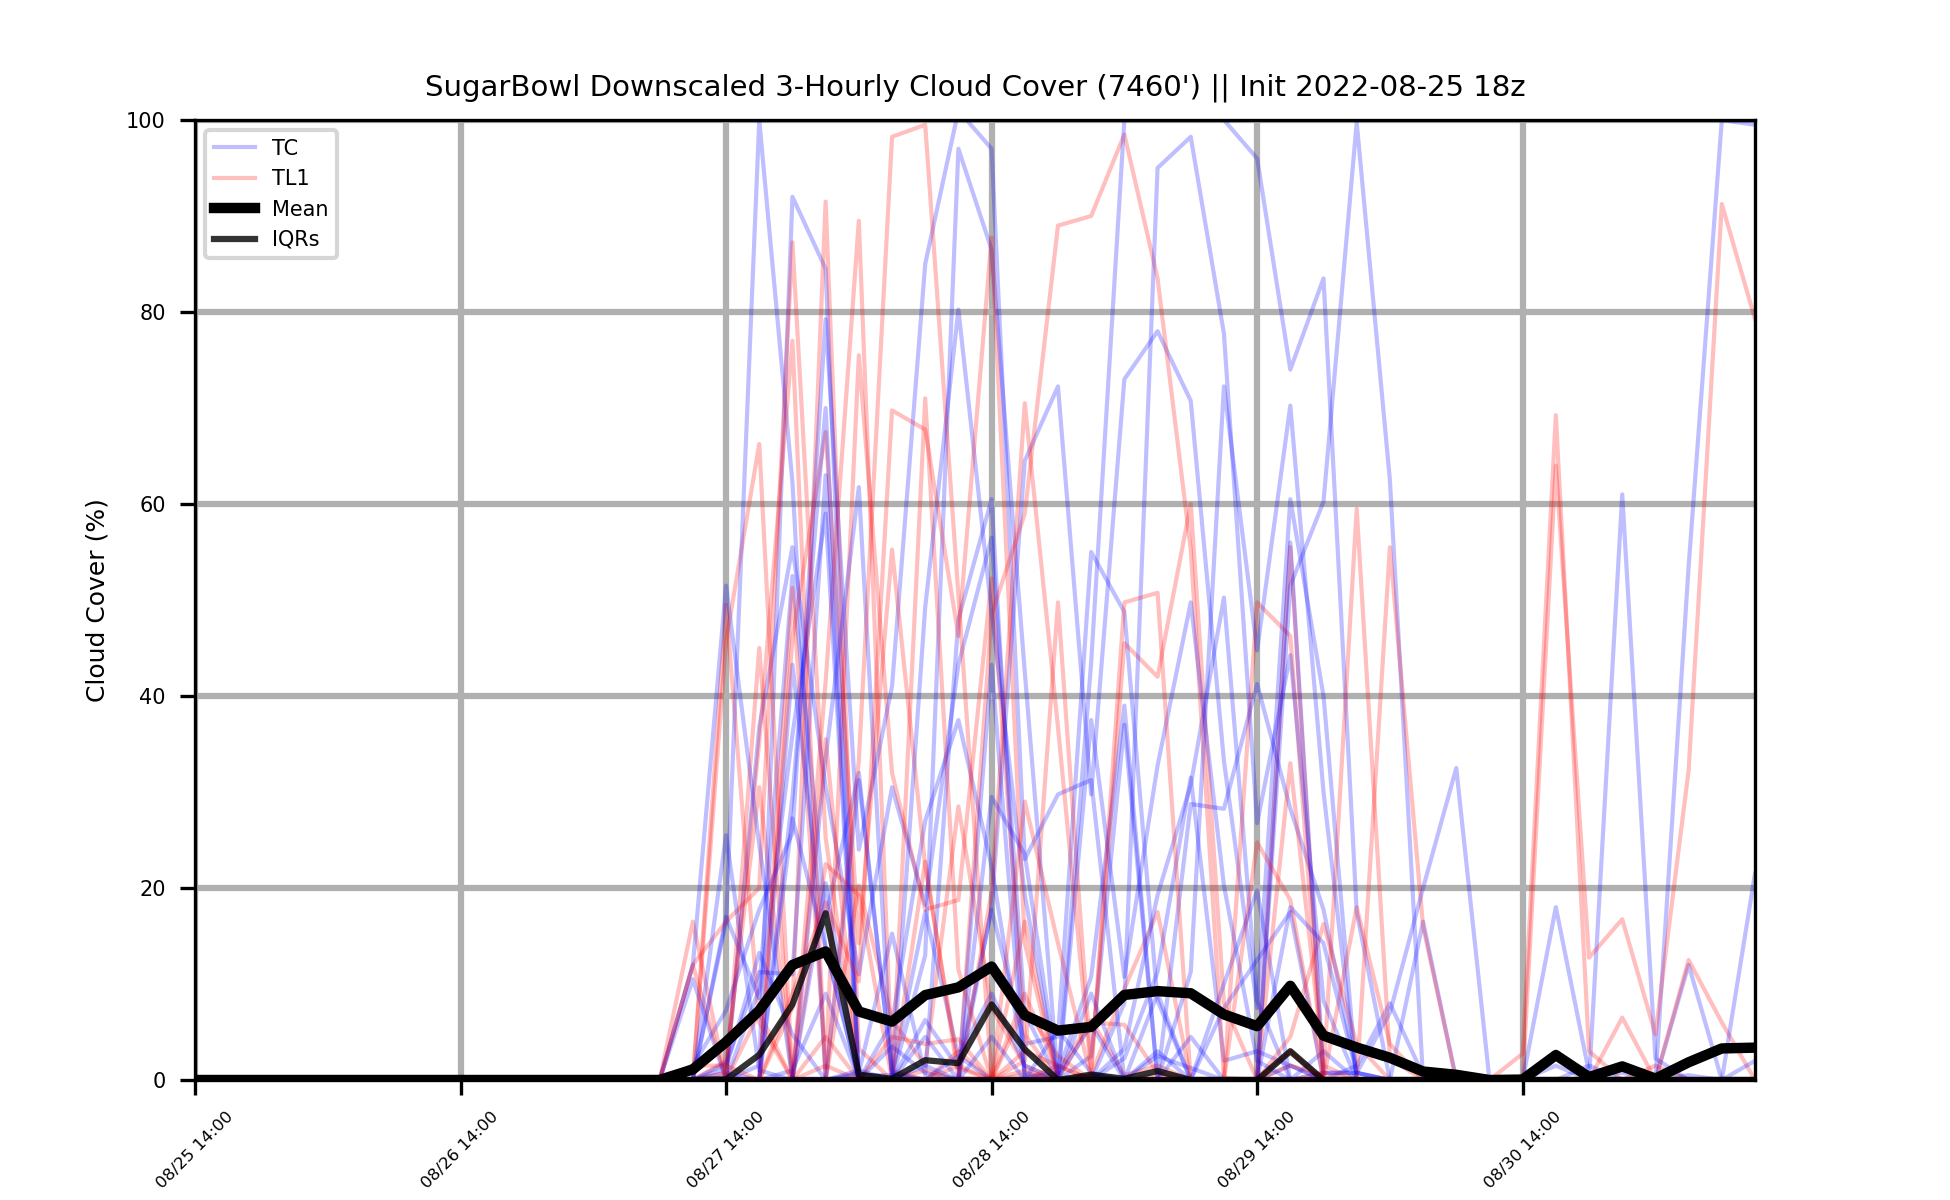 SugarBowl Downscaled 3-Hourly Cloud Cover (7460') || Init 2022-08-25 18z
Cloud Cover (%)
100
80
60
40
20
0
TC
TL1
Mean
IQRs
08/25 14:00
08/26 14:00
08/27 14:00
08/28 14:00
08/29 14:00
08/30 14:00